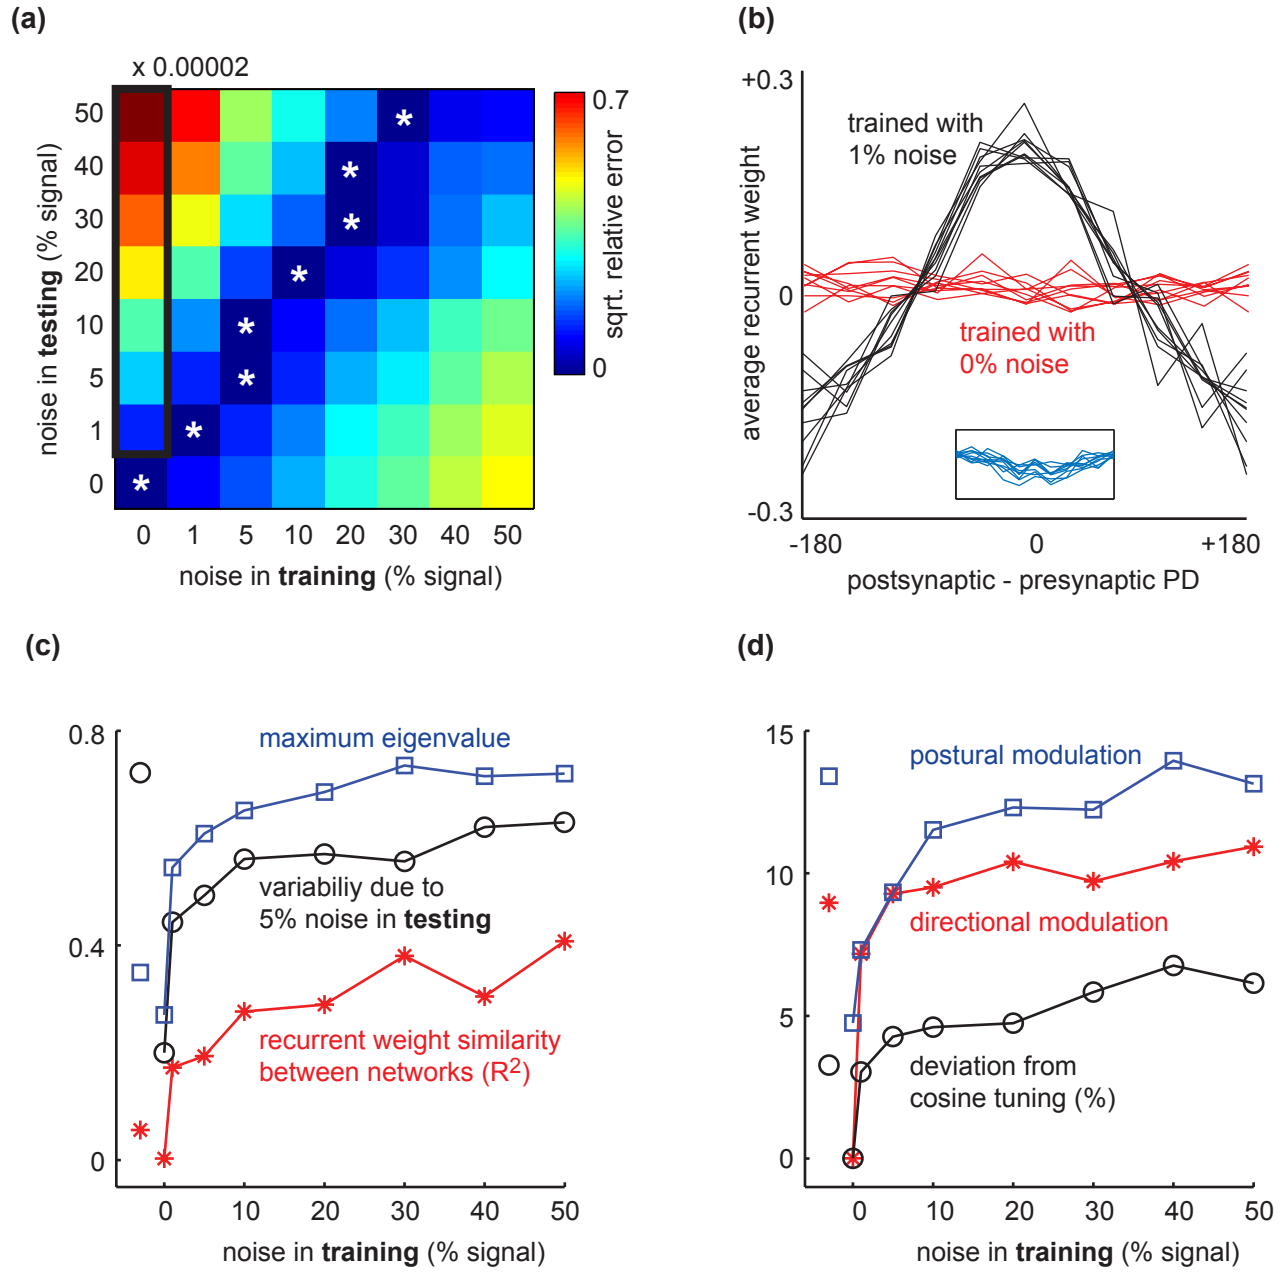 (a)
x 0.00002
50
40
30
20
10
5
1
0
noise in testing (% signal)
* * * * * * * *
0 1 5 10 20 30 40 50
noise in training (% signal)
0.7
0
sqrt. relative error
(b)
+0.3
0
-0.3
average recurrent weight
trained with
1% noise
trained with
0% noise
-180 0 +180
postsynaptic - presynaptic PD
(c)
0.8
0.4
0
maximum eigenvalue
variabiliy due to
5% noise in testing
recurrent weight similarity
between networks (R²)
0 10 20 30 40 50
noise in training (% signal)
(d)
15
10
5
0
postural modulation
directional modulation
deviation from
cosine tuning (%)
0 10 20 30 40 50
noise in training (% signal)